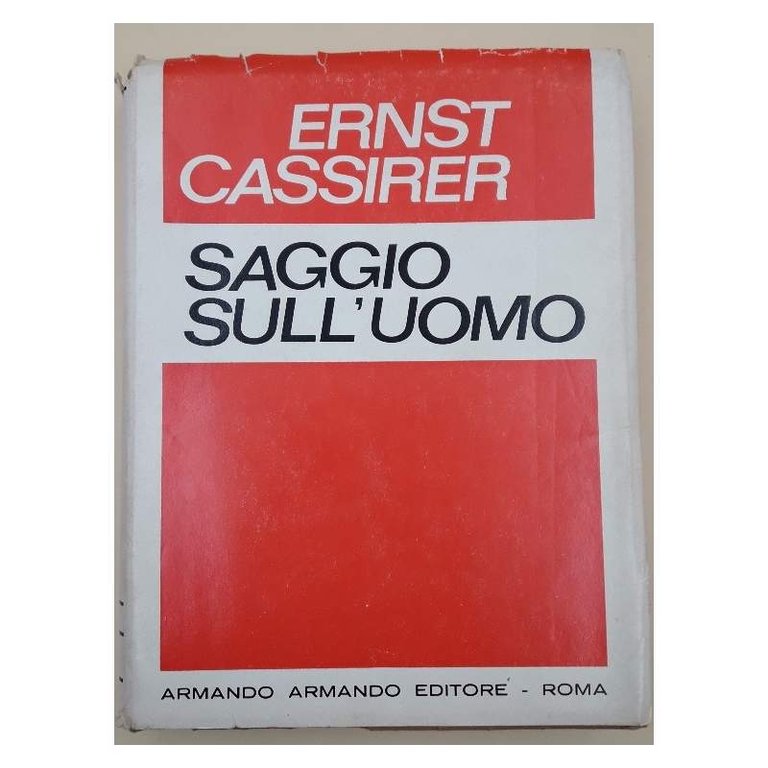 ERNST
CASSIRER
SAGGIO
SULL'UOMO
ARMANDO ARMANDO EDITORE - ROMA